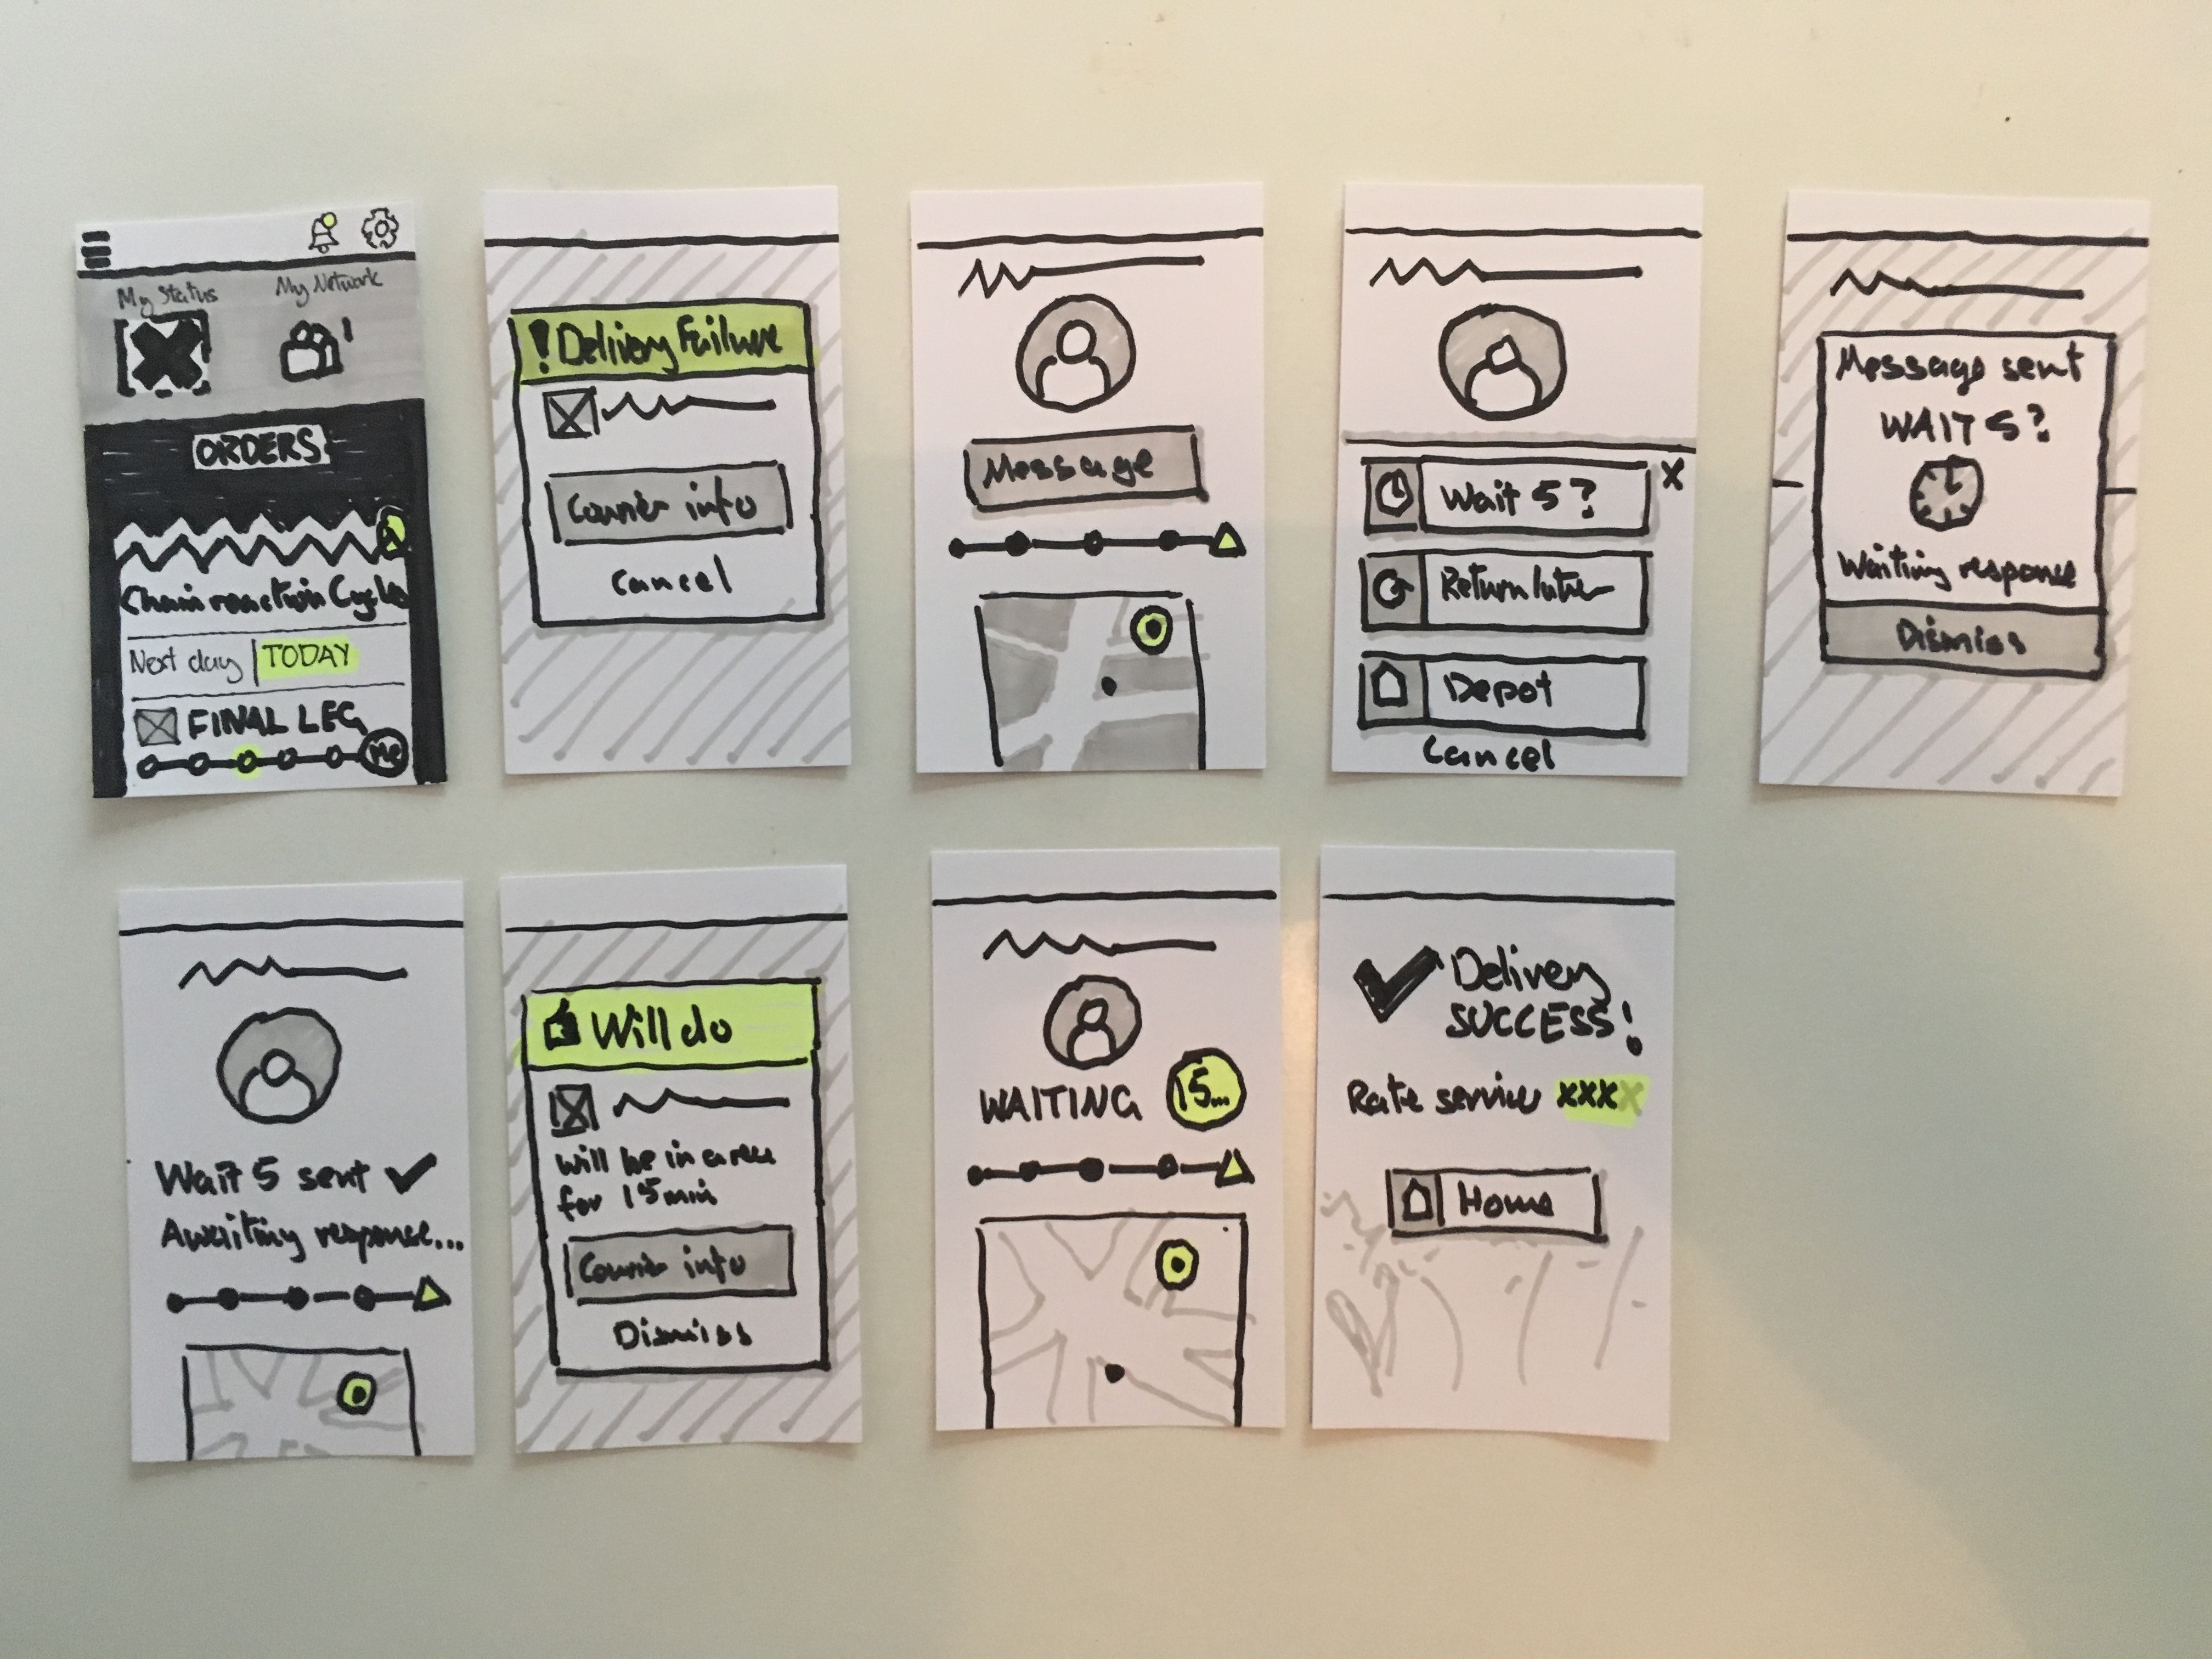 My Status
My Network
ORDERS
Chain reaction Cycles
Next day
TODAY
FINAL LEG
Me
! Delivery Failure
Courier info
Cancel
Message
x
Wait 5?
Return later
Depot
Cancel
Message sent
WAIT 5?
Waiting response
Dismiss
Wait 5 sent
Awaiting response...
Will do
will be in area
for 15 min
Courier info
Dismiss
WAITING
15...
Delivery
SUCCESS!
Rate service xxxx
Home